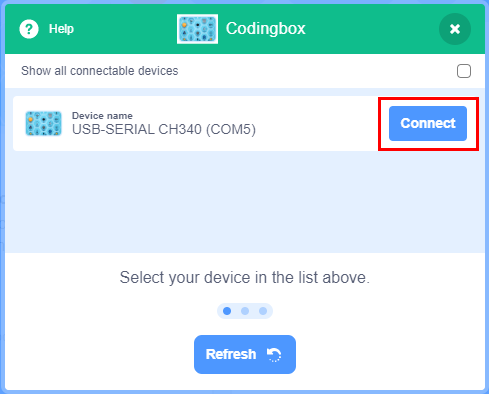 Help
Codingbox
Show all connectable devices
Device name
USB-SERIAL CH340 (COM5)
Connect
Select your device in the list above.
Refresh